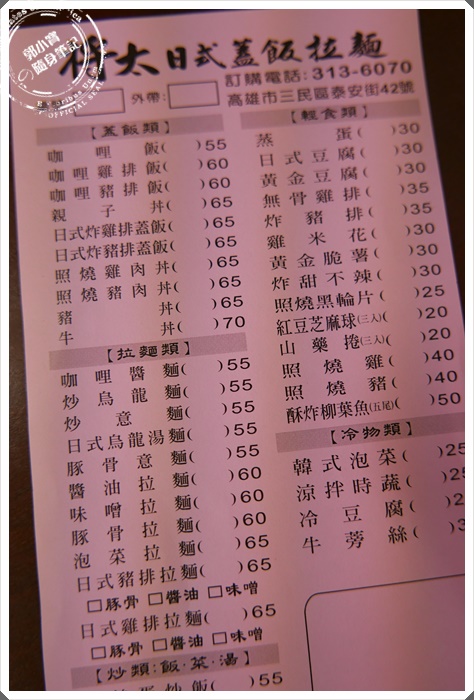 郭小寶
隨身筆記
太日式蓋飯拉麵
訂購電話:313-6070
外帶:
高雄市三民區泰安街42號
【蓋飯類】
咖哩飯( )55
咖哩雞排飯( )60
咖哩豬排飯( )60
親子丼( )65
日式炸雞排蓋飯( )65
日式炸豬排蓋飯( )65
照燒雞肉丼( )65
照燒豬肉丼( )65
豬丼( )65
牛丼( )70
【拉麵類】
咖哩醬麵( )55
炒烏龍麵( )55
炒意麵( )55
日式烏龍湯麵( )55
豚骨意麵( )55
醬油拉麵( )60
味噌拉麵( )60
豚骨拉麵( )60
泡菜拉麵( )60
日式豬排拉麵( )65
□豚骨 □醬油 □味噌
日式雞排拉麵( )65
□豚骨 □醬油 □味噌
【炒類:飯·菜·湯】
炒飯( )55
【輕食類】
蒸蛋( )30
日式豆腐( )30
黃金豆腐( )30
無骨雞排( )35
炸豬排( )35
雞米花( )30
黃金脆薯( )30
炸甜不辣( )30
照燒黑輪片( )25
紅豆芝麻球(三入)( )20
山藥捲(三入)( )20
照燒雞( )40
照燒豬( )40
酥炸柳葉魚(五尾)( )50
【冷物類】
韓式泡菜( )25
涼拌時蔬( )25
冷豆腐( )2
牛蒡絲( )3